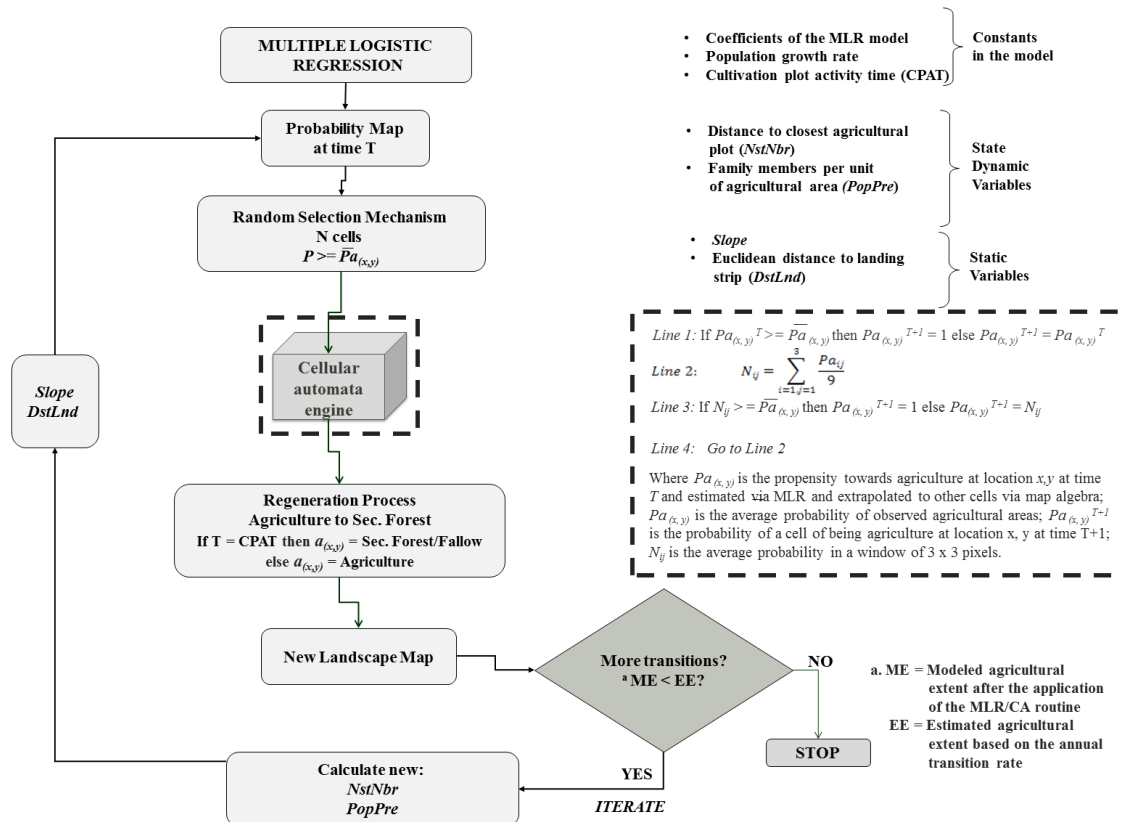 MULTIPLE LOGISTIC
REGRESSION
Probability Map
at time T
Random Selection Mechanism
N cells
P >= P̅a(x,y)
Cellular
automata
engine
Slope
DstLnd
Regeneration Process
Agriculture to Sec. Forest
If T = CPAT then a(x,y) = Sec. Forest/Fallow
else a(x,y) = Agriculture
New Landscape Map
More transitions?
a ME < EE?
NO
STOP
YES
ITERATE
Calculate new:
NstNbr
PopPre
• Coefficients of the MLR model
• Population growth rate
• Cultivation plot activity time (CPAT)
Constants
in the model
• Distance to closest agricultural
plot (NstNbr)
• Family members per unit
of agricultural area (PopPre)
State
Dynamic
Variables
• Slope
• Euclidean distance to landing
strip (DstLnd)
Static
Variables
Line 1: If Pa(x,y)^T >= P̅a̅(x,y) then Pa(x,y)^T+1 = 1 else Pa(x,y)^T+1 = Pa(x,y)^T
Line 2: Nij = ∑_{i=1,j=1}^{3} Paij/9
Line 3: If Nij >= P̅a̅(x,y) then Pa(x,y)^T+1 = 1 else Pa(x,y)^T+1 = Nij
Line 4: Go to Line 2
Where Pa(x,y) is the propensity towards agriculture at location x,y at time
T and estimated via MLR and extrapolated to other cells via map algebra;
Pa(x,y) is the average probability of observed agricultural areas; Pa(x,y)^T+1
is the probability of a cell of being agriculture at location x, y at time T+1;
Nij is the average probability in a window of 3 x 3 pixels.
a. ME = Modeled agricultural
extent after the application
of the MLR/CA routine
EE = Estimated agricultural
extent based on the annual
transition rate